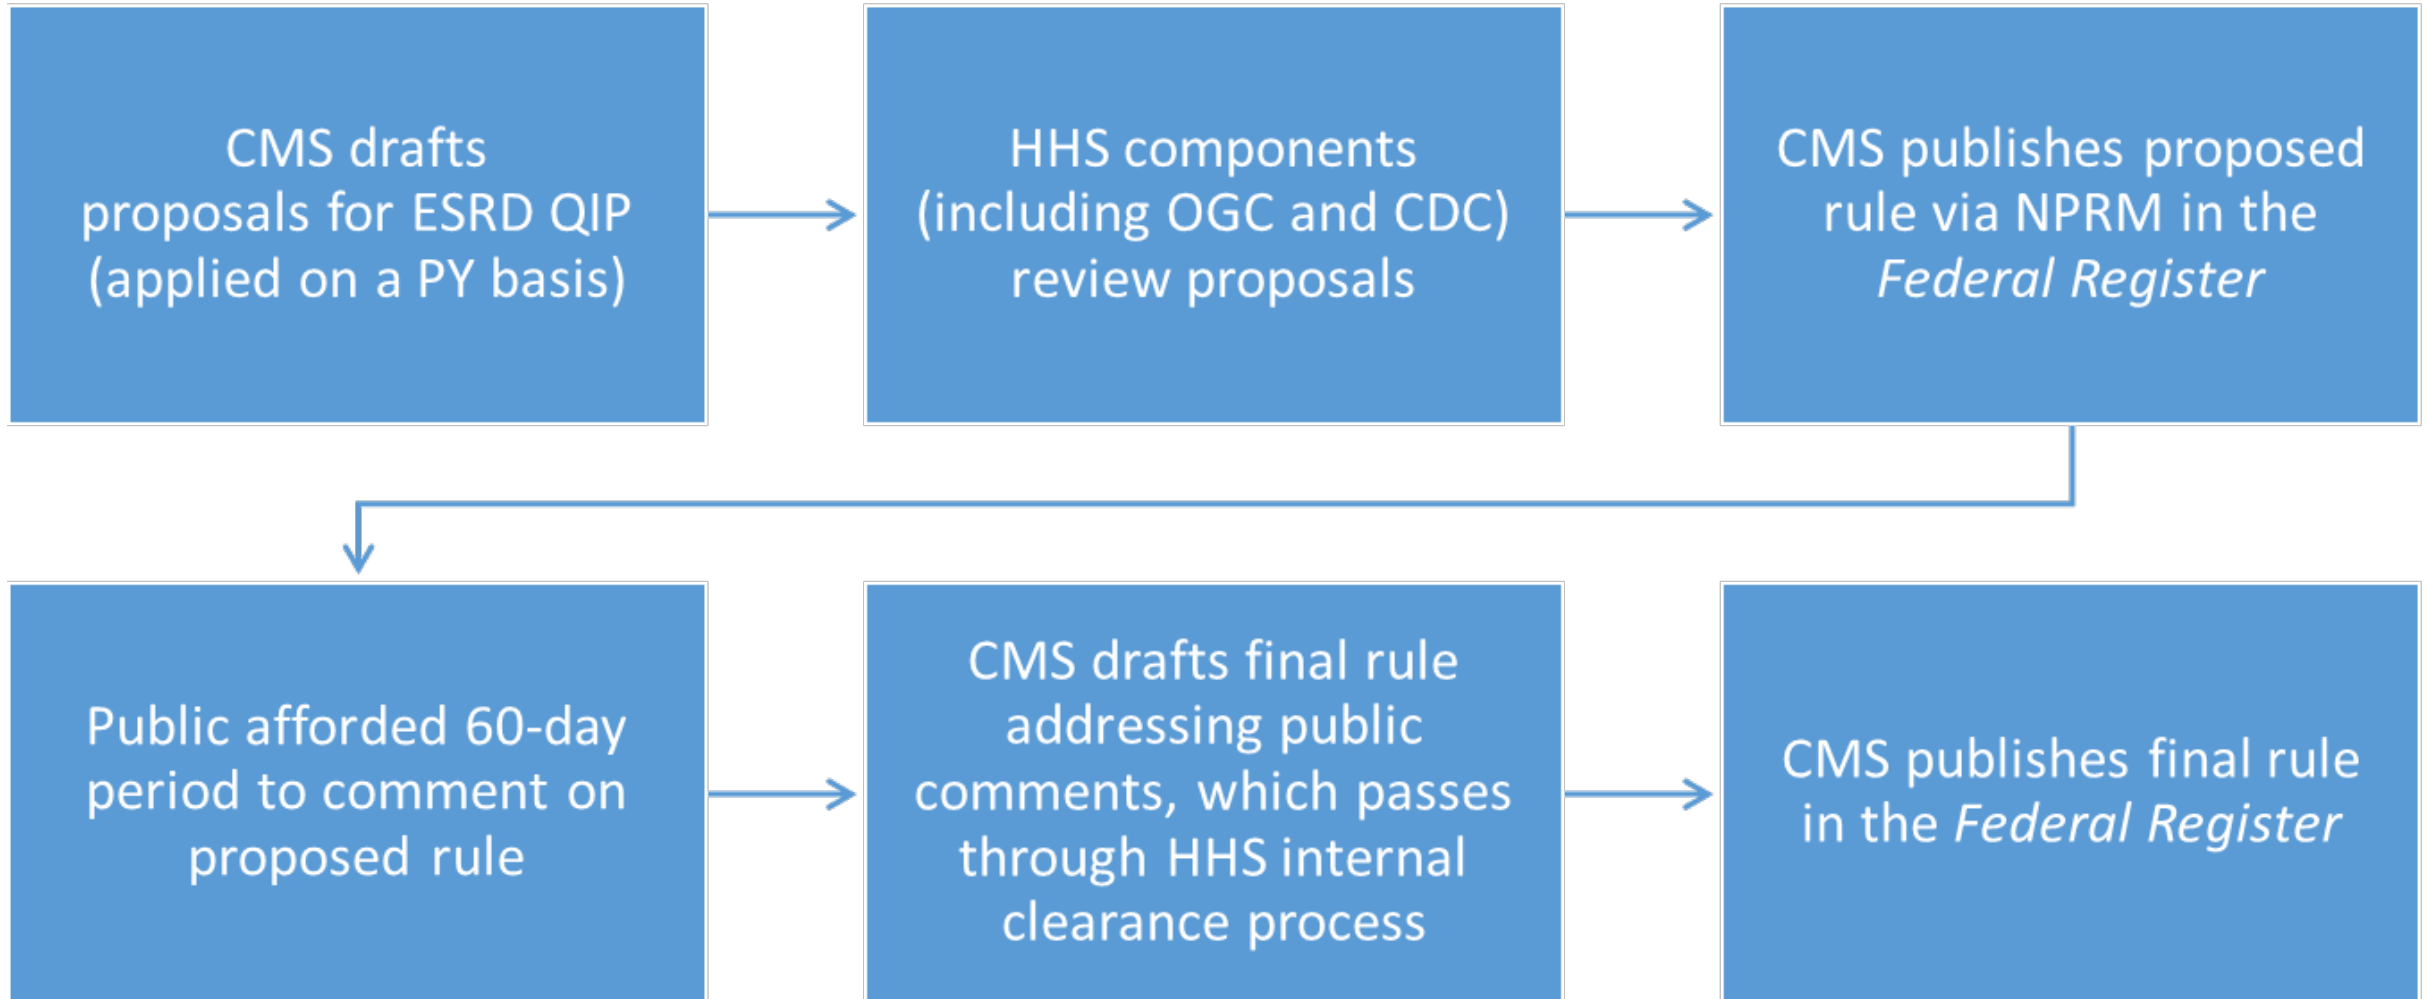 CMS drafts
proposals for ESRD QIP
(applied on a PY basis)
HHS components
(including OGC and CDC)
review proposals
CMS publishes proposed
rule via NPRM in the
Federal Register
Public afforded 60-day
period to comment on
proposed rule
CMS drafts final rule
addressing public
comments, which passes
through HHS internal
clearance process
CMS publishes final rule
in the Federal Register